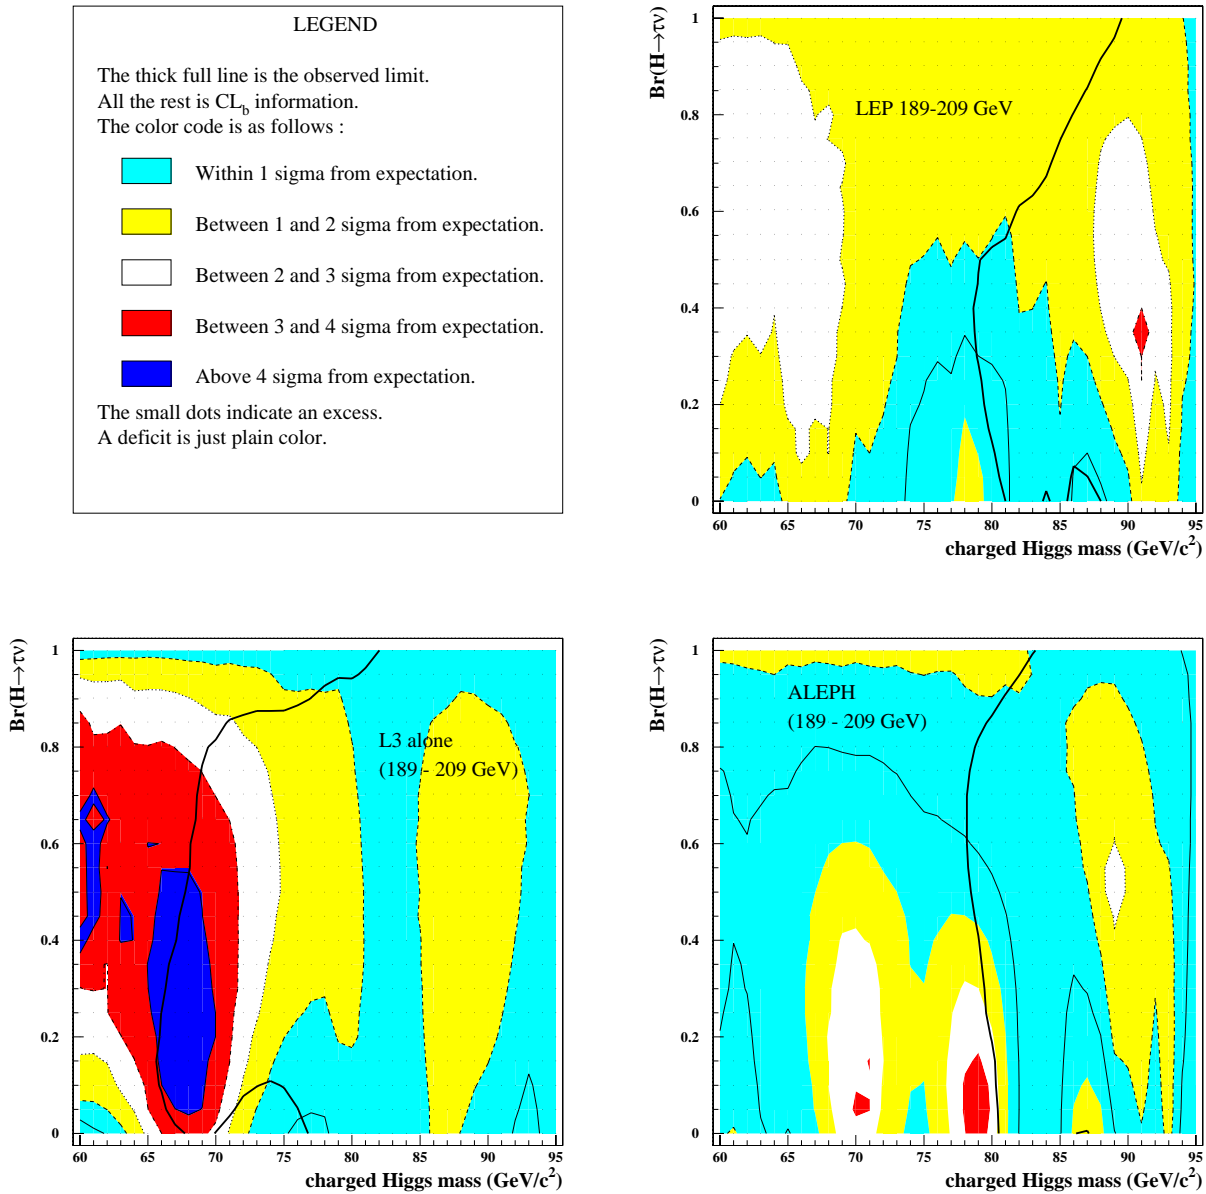 LEGEND
The thick full line is the observed limit.
All the rest is CL_b information.
The color code is as follows :
Within 1 sigma from expectation.
Between 1 and 2 sigma from expectation.
Between 2 and 3 sigma from expectation.
Between 3 and 4 sigma from expectation.
Above 4 sigma from expectation.
The small dots indicate an excess.
A deficit is just plain color.
Br(H→τν)
1
0.8
0.6
0.4
0.2
0
LEP 189-209 GeV
60 65 70 75 80 85 90 95
charged Higgs mass (GeV/c²)
Br(H→τν)
1
0.8
0.6
0.4
0.2
0
L3 alone
(189 - 209 GeV)
60 65 70 75 80 85 90 95
charged Higgs mass (GeV/c²)
Br(H→τν)
1
0.8
0.6
0.4
0.2
0
ALEPH
(189 - 209 GeV)
60 65 70 75 80 85 90 95
charged Higgs mass (GeV/c²)